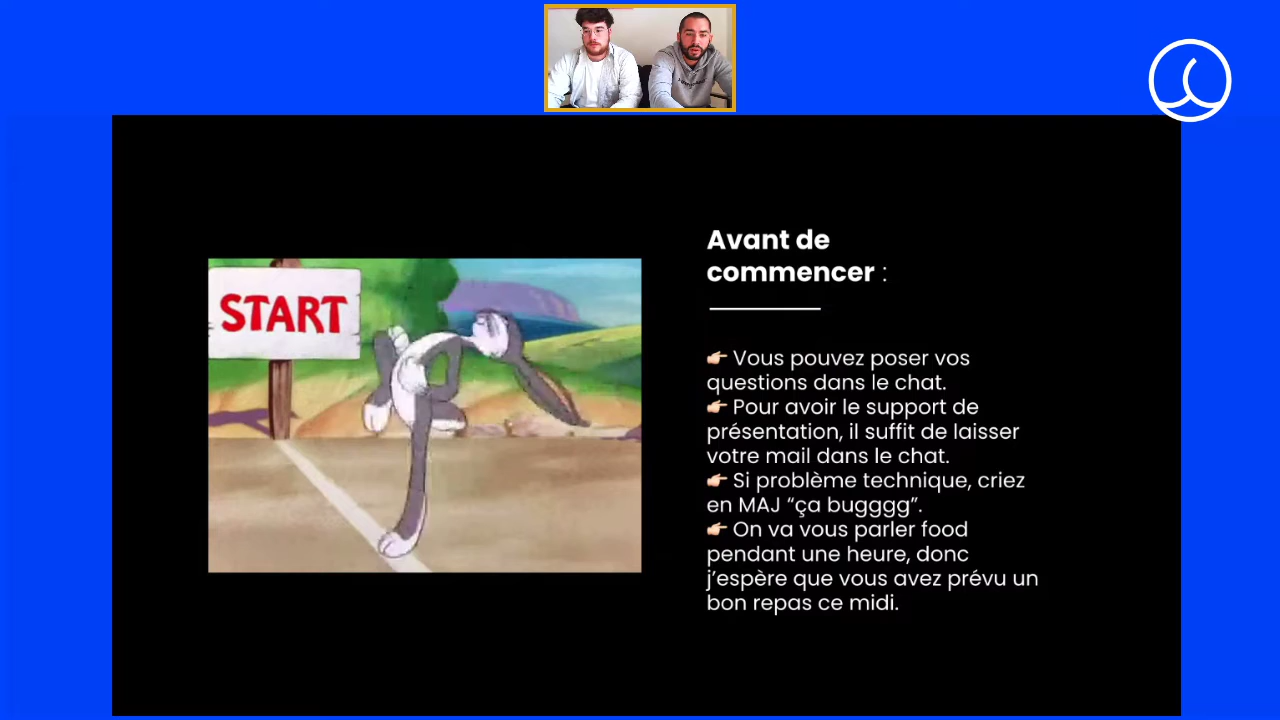 START
Avant de
commencer :
👉🏻 Vous pouvez poser vos
questions dans le chat.
👉🏻 Pour avoir le support de
présentation, il suffit de laisser
votre mail dans le chat.
👉🏻 Si problème technique, criez
en MAJ “ça bugggg”.
👉🏻 On va vous parler food
pendant une heure, donc
j’espère que vous avez prévu un
bon repas ce midi.